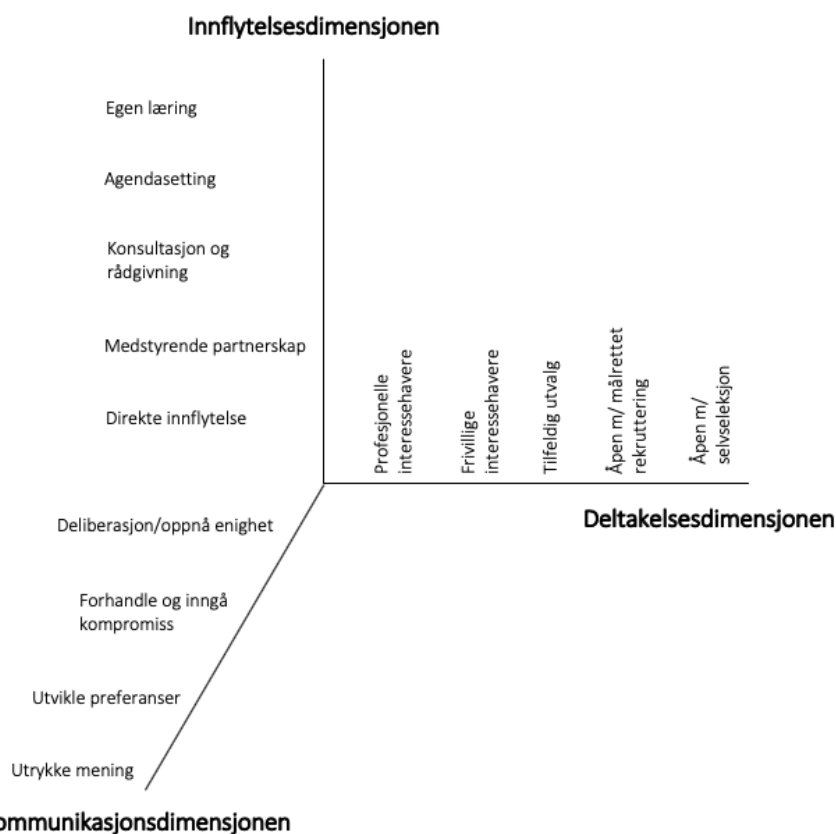 Innflytelsesdimensjonen
Egen læring
Agendasetting
Konsultasjon og
rådgivning
Medstyrende partnerskap
Direkte innflytelse
Profesjonelle
interessehavere
Frivillige
interessehavere
Tilfeldig utvalg
Åpen m/ målrettet
rekruttering
Åpen m/
selvseleksjon
Deltakelsesdimensjonen
Deliberasjon/oppnå enighet
Forhandle og inngå
kompromiss
Utvikle preferanser
Utrykke mening
ommunikasjonsdimensjonen